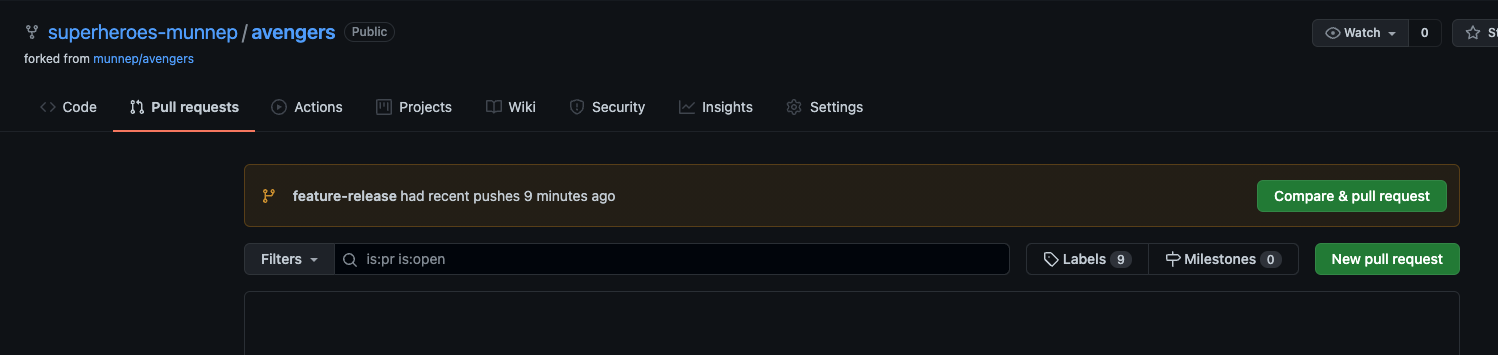 superheroes-munnep / avengers Public
Watch 0
forked from munnep/avengers
Code Pull requests Actions Projects Wiki Security Insights Settings
feature-release had recent pushes 9 minutes ago Compare & pull request
Filters is:pr is:open Labels 9 Milestones 0 New pull request